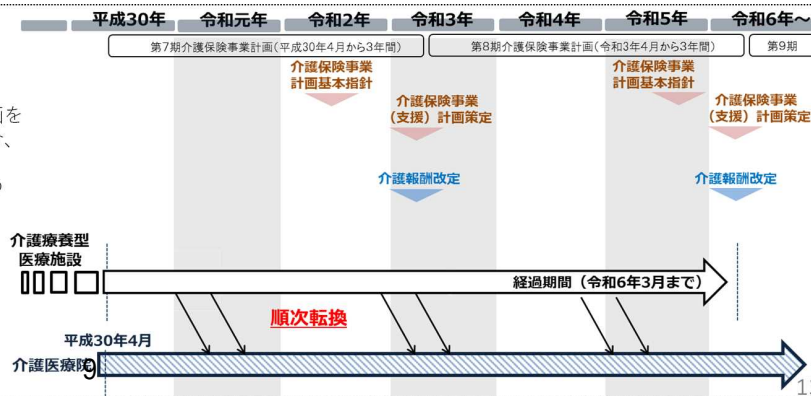 平成30年 令和元年 令和2年 令和3年 令和4年 令和5年 令和6年～
第7期介護保険事業計画(平成30年4月から3年間) 第8期介護保険事業計画(令和3年4月から3年間) 第9期
介護保険事業
計画基本指針
介護保険事業
（支援）計画策定
介護保険事業
計画基本指針
介護保険事業
（支援）計画策定
画を
、
介護報酬改定
介護報酬改定
介護療養型
医療施設
経過期間（令和6年3月まで）
順次転換
平成30年4月
介護医療院
9